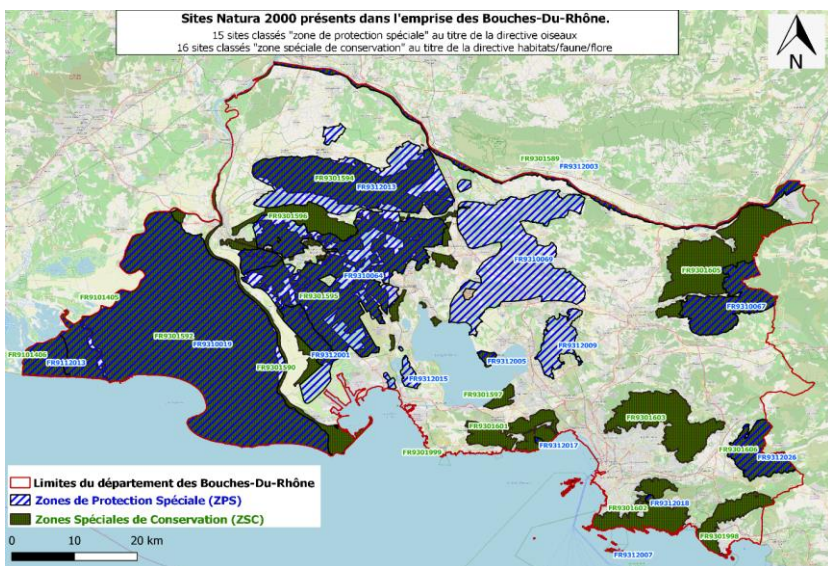 Sites Natura 2000 présents dans l'emprise des Bouches-Du-Rhône.
15 sites classés "zone de protection spéciale" au titre de la directive oiseaux
16 sites classés "zone spéciale de conservation" au titre de la directive habitats/faune/flore
N
FR9301589
FR9312003
FR9301594
FR9312013
FR9301596
FR9310069
FR9301605
FR9310064
FR9101405
FR9301595
FR9310067
FR9301592
FR9310019
FR9101406
FR9112013
FR9312001
FR9312005
FR9312009
FR9301590
FR9312015
FR9301597
FR9301603
FR9301601
FR9312017
FR9301999
FR9301606
FR9312026
FR9301602
FR9312018
FR9301998
FR9312007
Limites du département des Bouches-Du-Rhône
Zones de Protection Spéciale (ZPS)
Zones Spéciales de Conservation (ZSC)
0 10 20 km